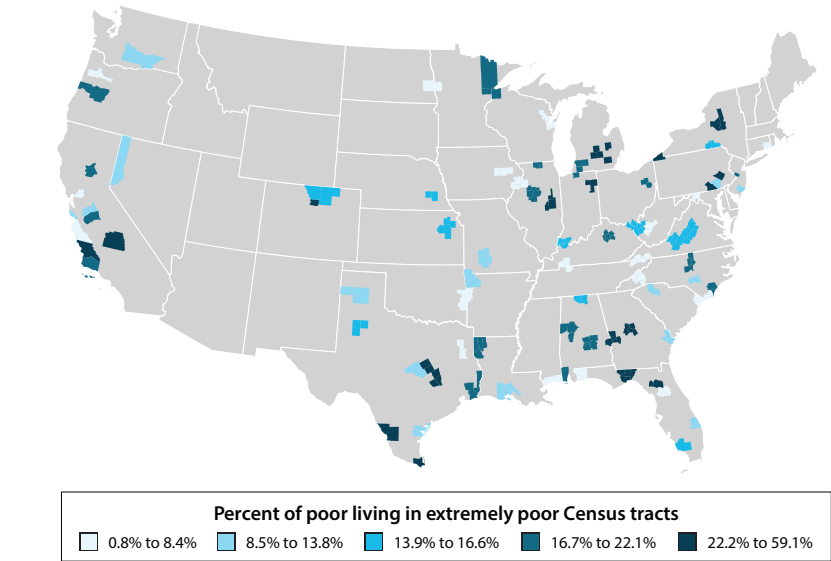 Percent of poor living in extremely poor Census tracts
0.8% to 8.4% 8.5% to 13.8% 13.9% to 16.6% 16.7% to 22.1% 22.2% to 59.1%